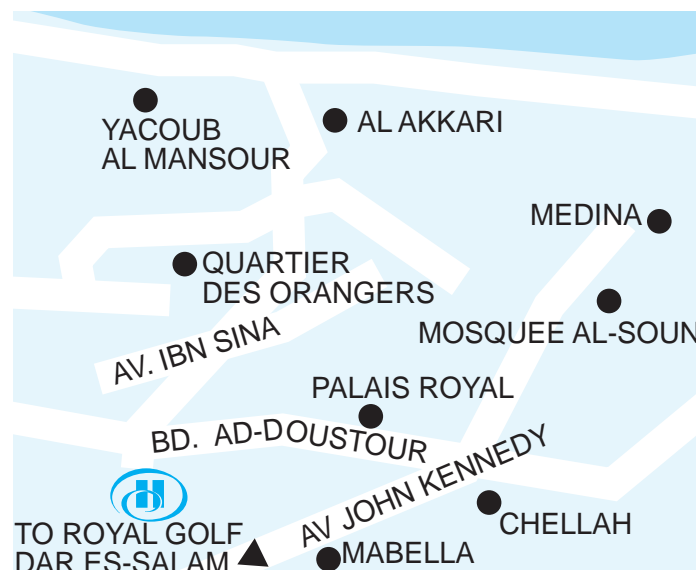 YACOUB
AL MANSOUR
AL AKKARI
MEDINA
QUARTIER
DES ORANGERS
MOSQUEE AL-SOUN
AV. IBN SINA
PALAIS ROYAL
BD. AD-DOUSTOUR
AV JOHN KENNEDY
CHELLAH
TO ROYAL GOLF
DAR ES-SALAM
MABELLA
H